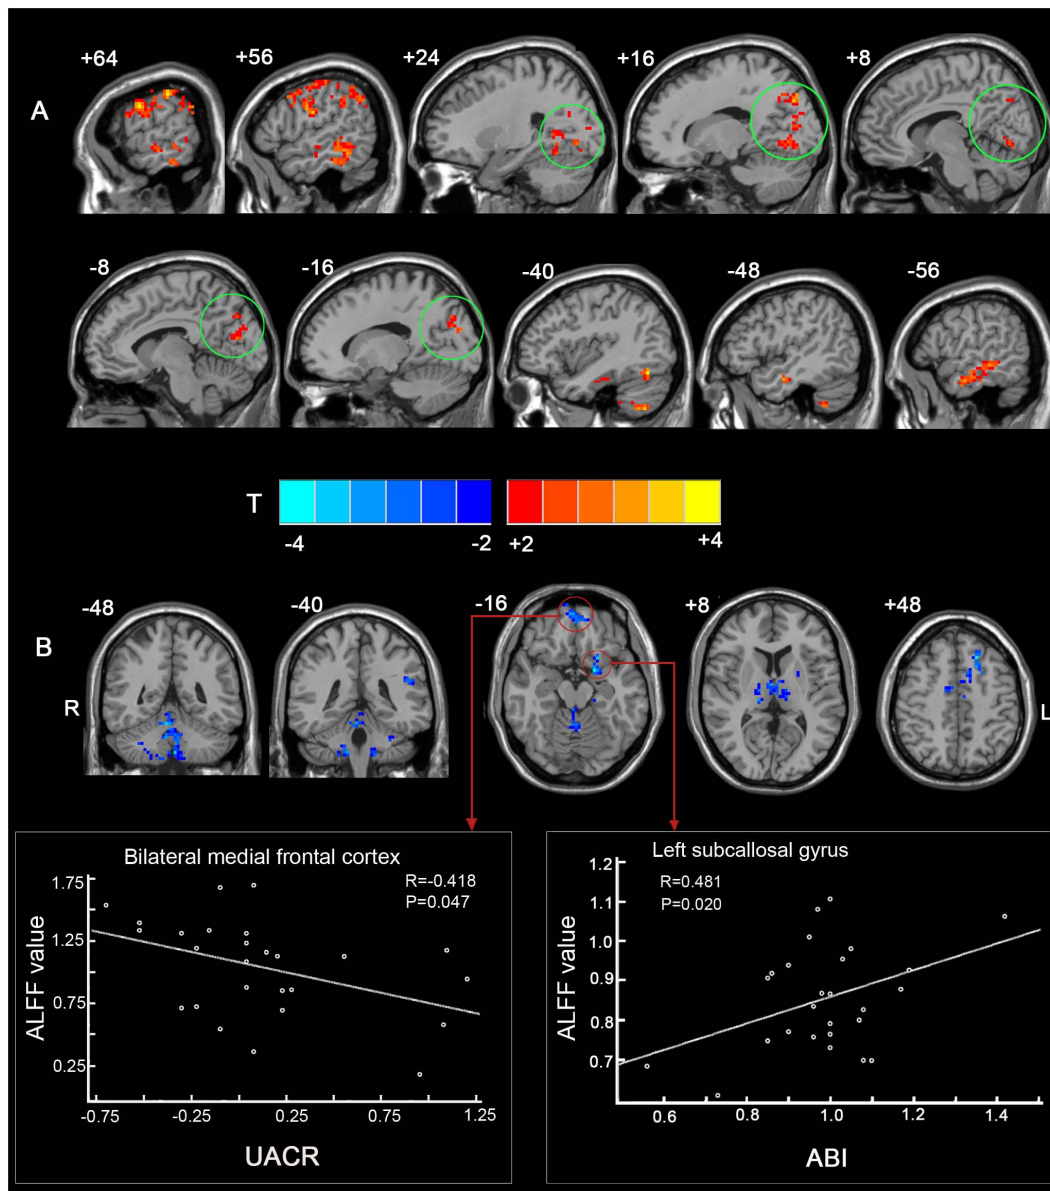 +64
+56
+24
+16
+8
A
-8
-16
-40
-48
-56
T
-4
-2
+2
+4
-48
-40
-16
+8
+48
B
R
L
Bilateral medial frontal cortex
R=-0.418
P=0.047
1.75
1.25
0.75
0.25
ALFF value
-0.75
-0.25
0.25
0.75
1.25
UACR
Left subcallosal gyrus
R=0.481
P=0.020
1.2
1.1
1.0
0.9
0.8
0.7
ALFF value
0.6
0.8
1.0
1.2
1.4
ABI